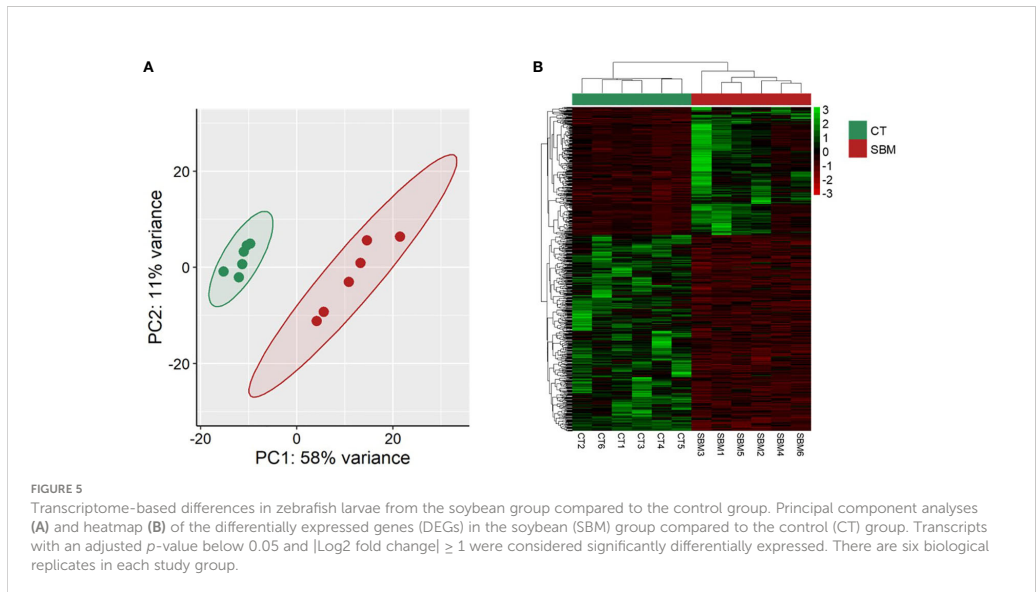 A
B
20
0
-20
PC2: 11% variance
-20
0
20
PC1: 58% variance
3
2
1
0
-1
-2
-3
CT
SBM
CT2
CT6
CT1
CT3
CT4
CT5
SBM3
SBM1
SBM5
SBM2
SBM4
SBM6
FIGURE 5
Transcriptome-based differences in zebrafish larvae from the soybean group compared to the control group. Principal component analyses
(A) and heatmap (B) of the differentially expressed genes (DEGs) in the soybean (SBM) group compared to the control (CT) group. Transcripts
with an adjusted p-value below 0.05 and |Log2 fold change| ≥ 1 were considered significantly differentially expressed. There are six biological
replicates in each study group.